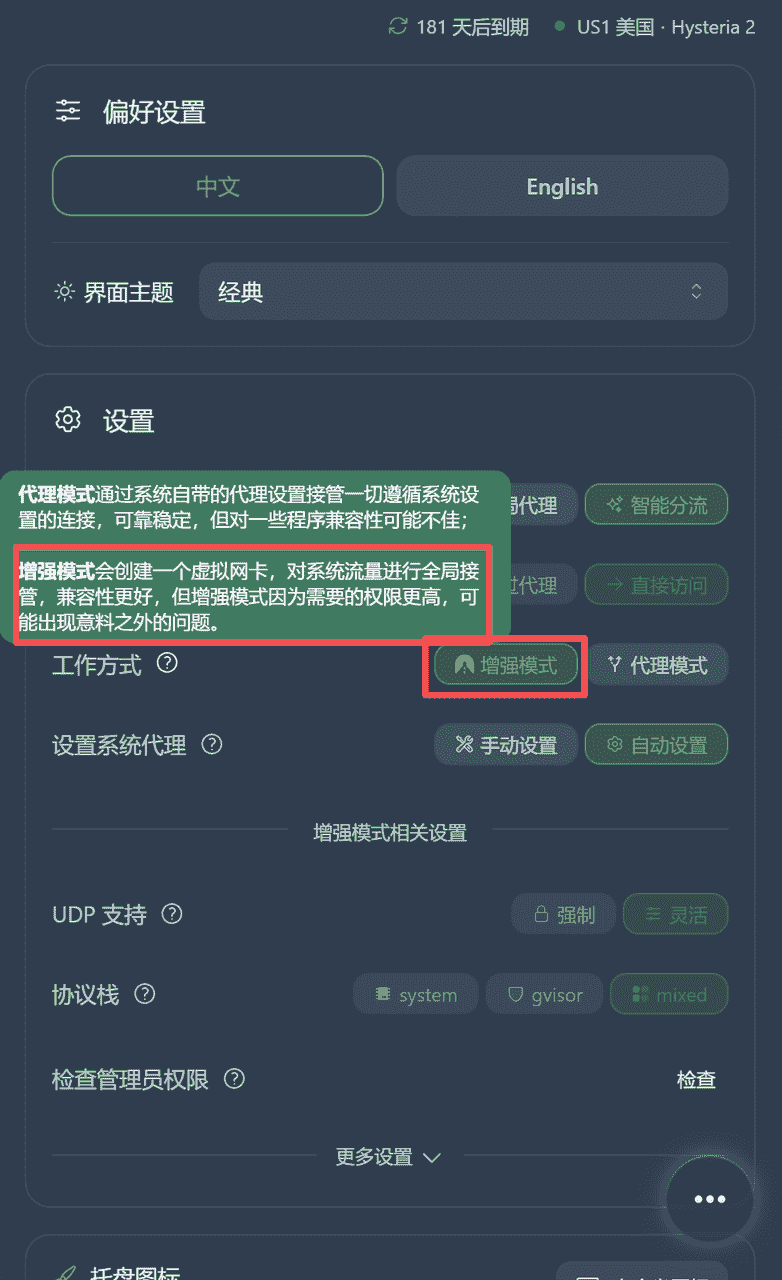 181 天后到期
US1 美国 · Hysteria 2
偏好设置
中文
English
界面主题
经典
设置
代理模式通过系统自带的代理设置接管一切遵循系统设
置的连接，可靠稳定，但对一些程序兼容性可能不佳；
增强模式会创建一个虚拟网卡，对系统流量进行全局接
管，兼容性更好，但增强模式因为需要的权限更高，可
能出现意料之外的问题。
代理
智能分流
过代理
直接访问
工作方式
增强模式
代理模式
设置系统代理
手动设置
自动设置
增强模式相关设置
UDP 支持
强制
灵活
协议栈
system
gvisor
mixed
检查管理员权限
检查
更多设置
托盘图标